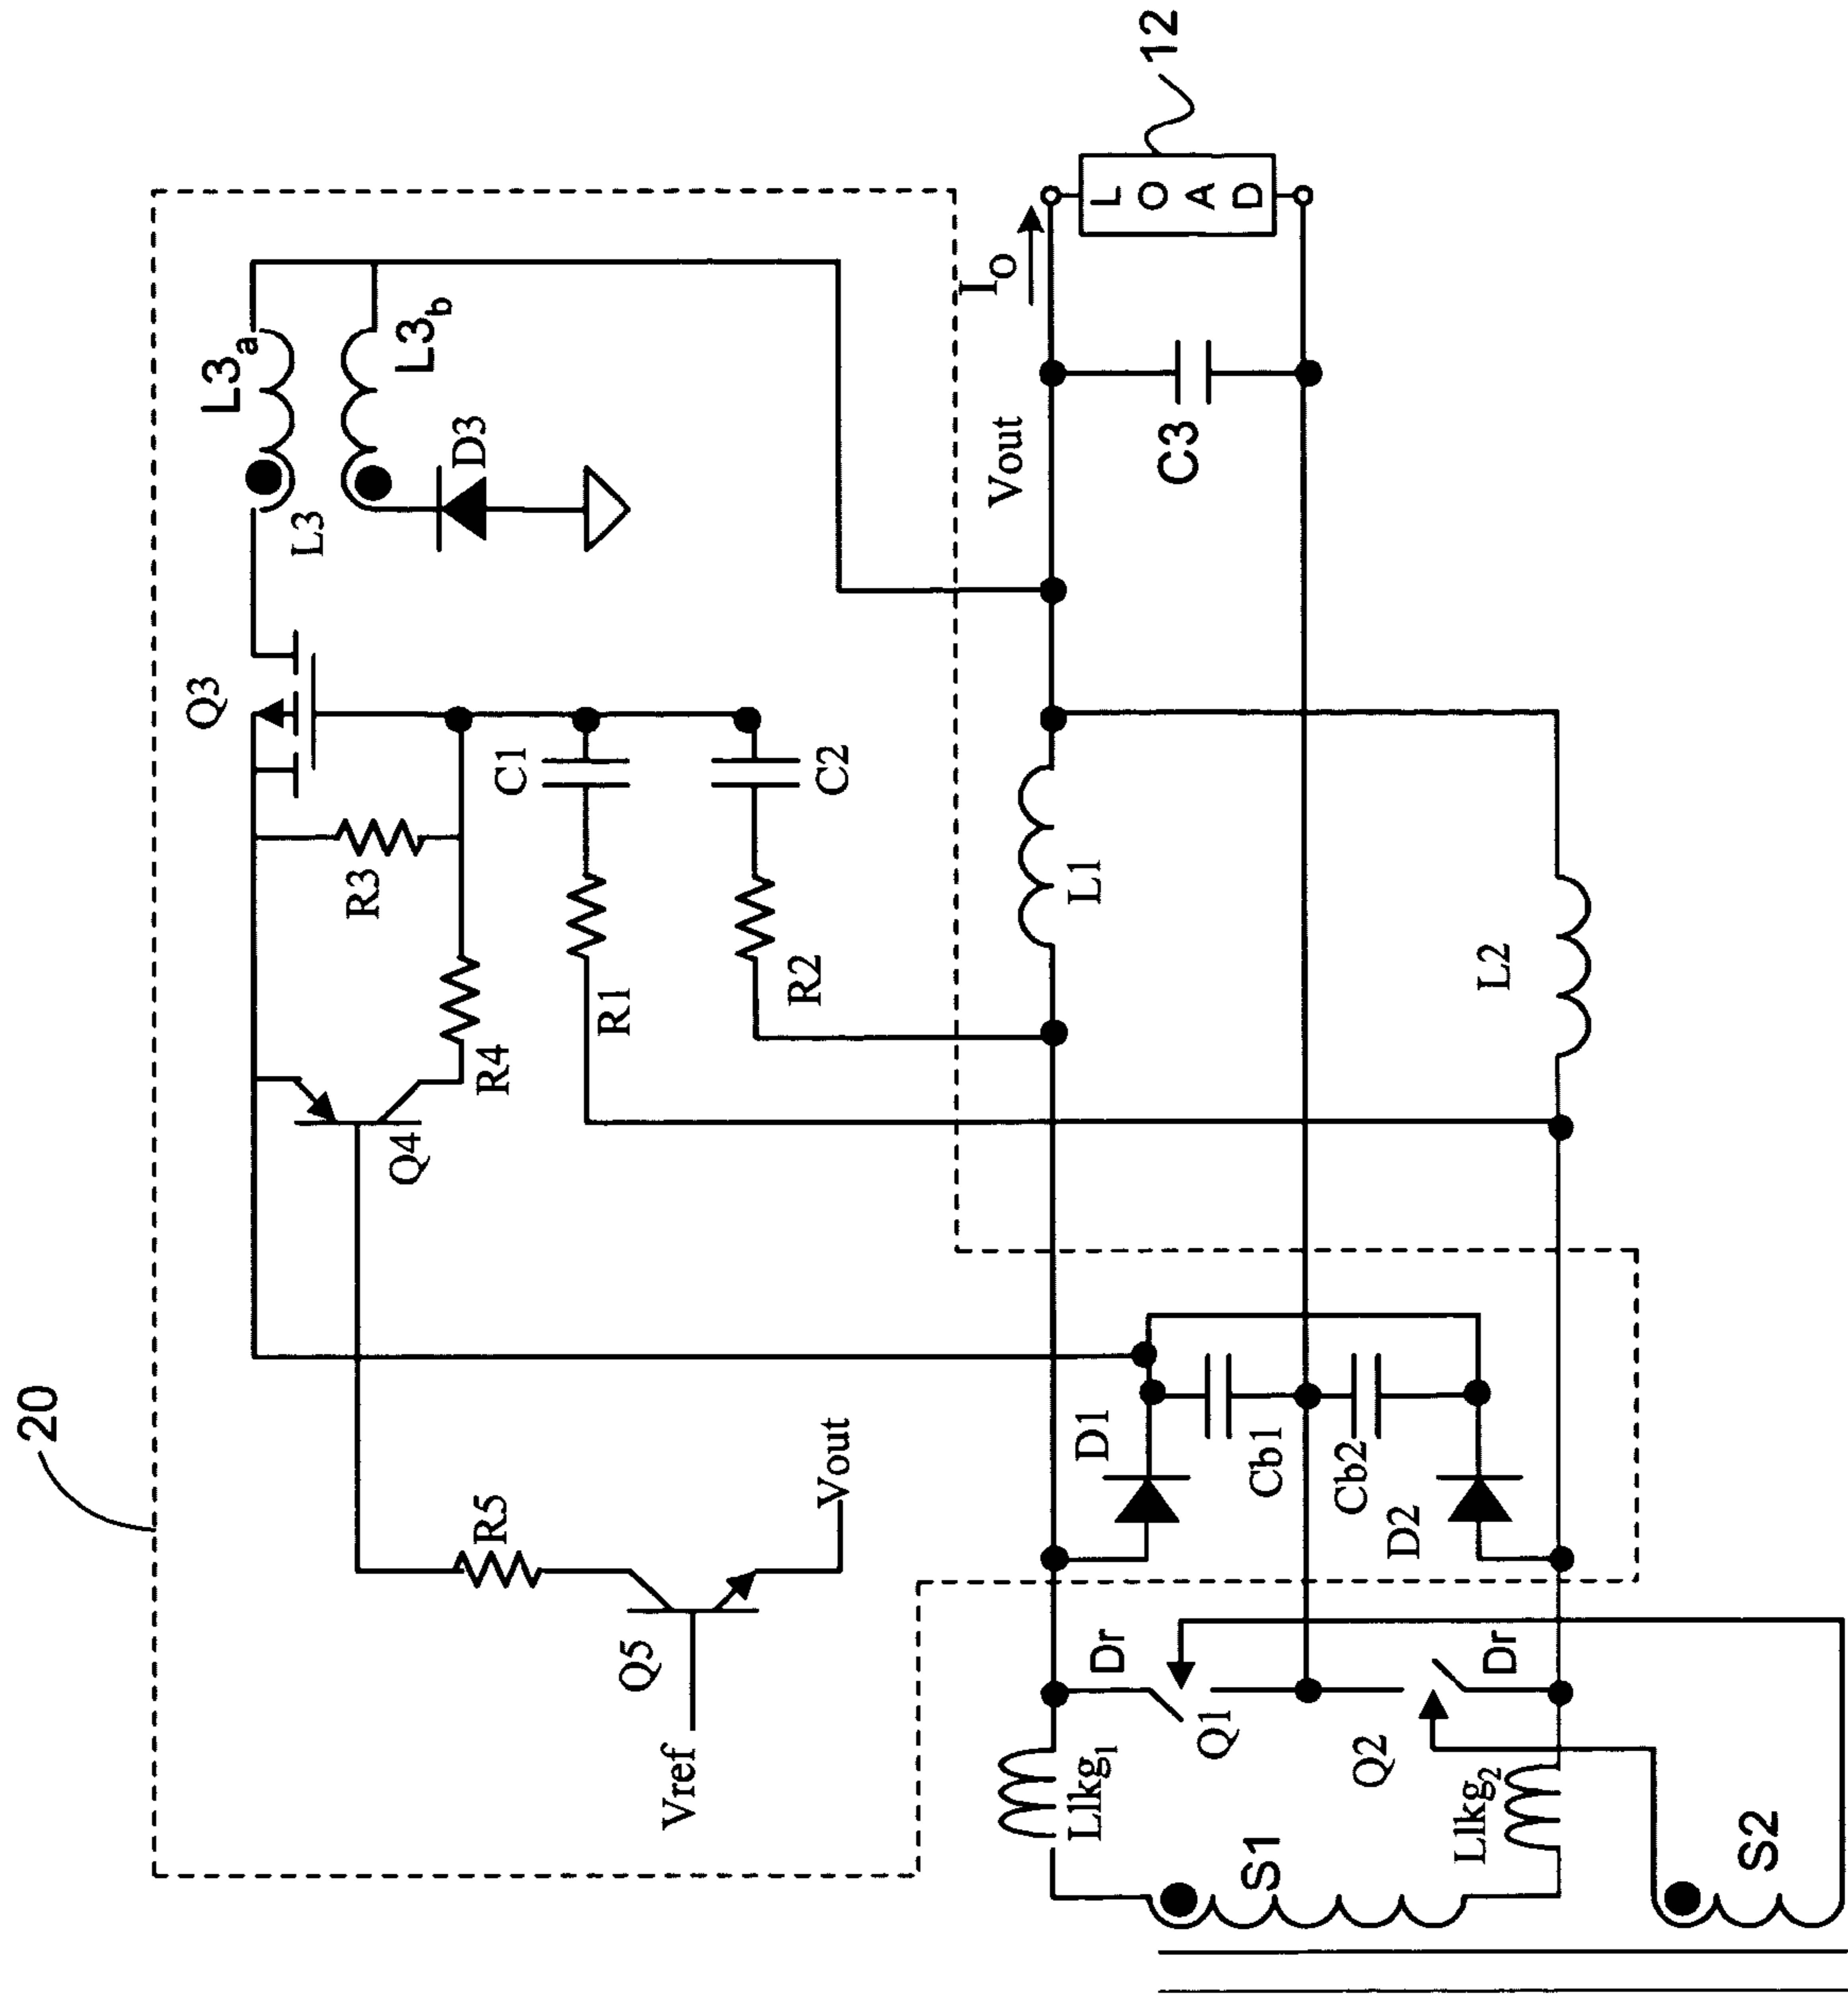 20
Q3
L3a
L3
L3b
D3
R3
C1
C2
R4
R1
R2
Q4
R5
Q5
Vref
Vout
Io
Vout
12
LOAD
C3
L1
L2
D1
Cb1
Cb2
D2
Dr
Q1
Q2
Dr
Llkg1
Llkg2
S1
S2